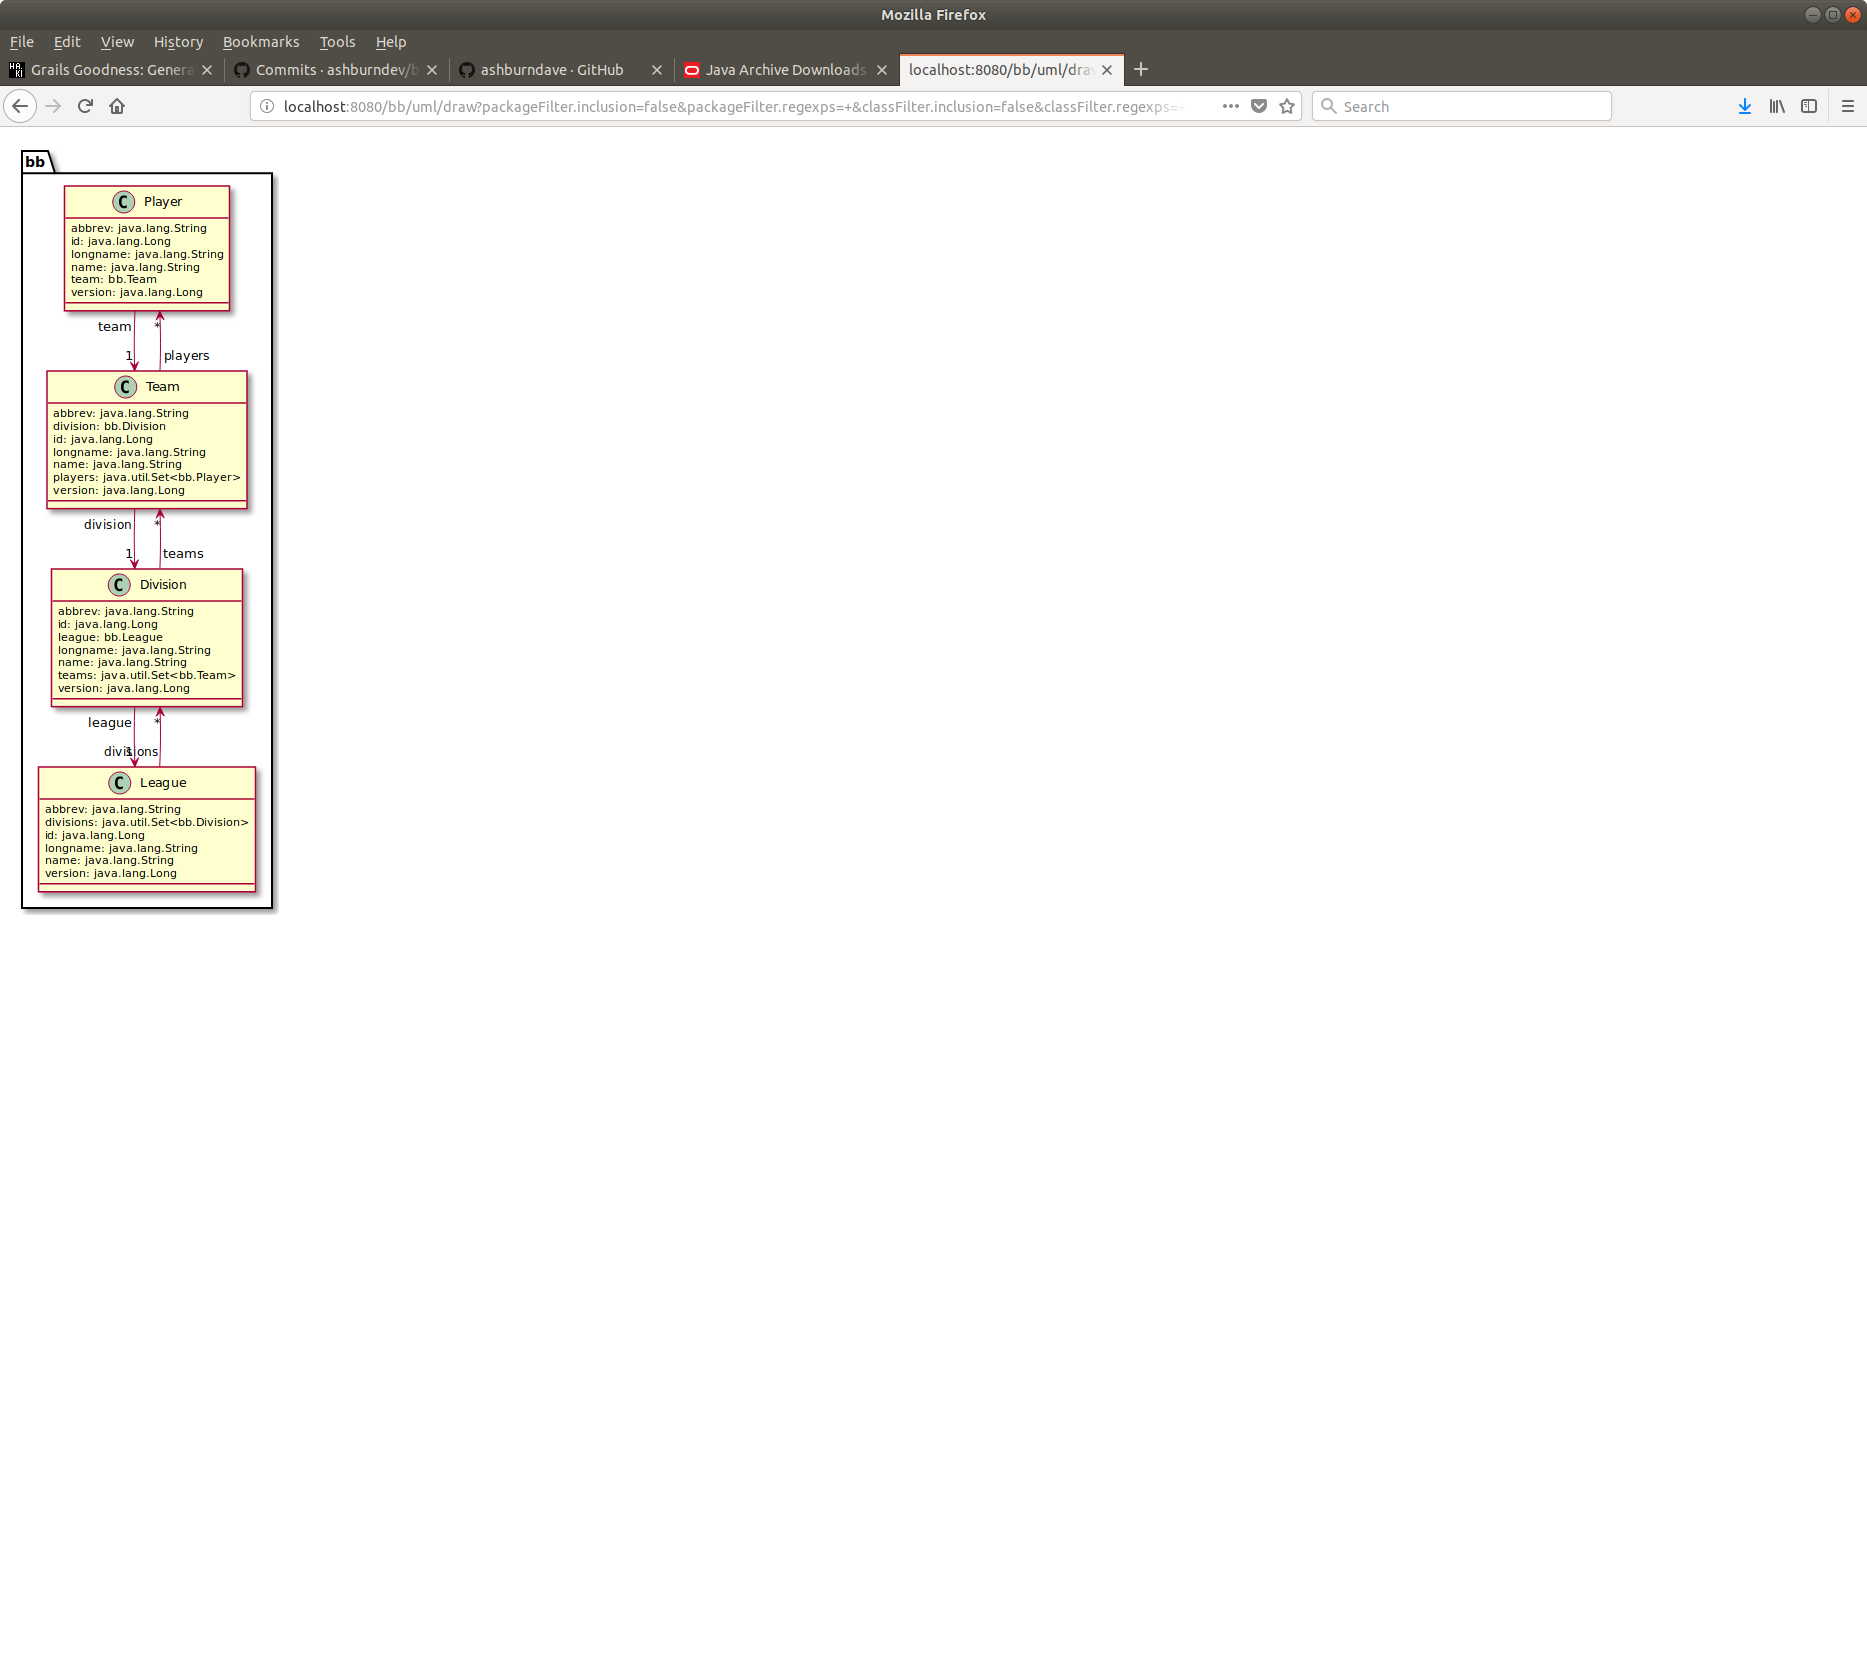 Mozilla Firefox
File Edit View History Bookmarks Tools Help
Grails Goodness: Genera
Commits · ashburndev/b
ashburndave · GitHub
Java Archive Downloads
localhost:8080/bb/uml/dra
localhost:8080/bb/uml/draw?packageFilter.inclusion=false&packageFilter.regexps=+&classFilter.inclusion=false&classFilter.regexps=+
Search
bb
C Player
abbrev: java.lang.String
id: java.lang.Long
longname: java.lang.String
name: java.lang.String
team: bb.Team
version: java.lang.Long
team *
1 players
C Team
abbrev: java.lang.String
division: bb.Division
id: java.lang.Long
longname: java.lang.String
name: java.lang.String
players: java.util.Set<bb.Player>
version: java.lang.Long
division *
1 teams
C Division
abbrev: java.lang.String
id: java.lang.Long
league: bb.League
longname: java.lang.String
name: java.lang.String
teams: java.util.Set<bb.Team>
version: java.lang.Long
league *
1 divisions
C League
abbrev: java.lang.String
divisions: java.util.Set<bb.Division>
id: java.lang.Long
longname: java.lang.String
name: java.lang.String
version: java.lang.Long